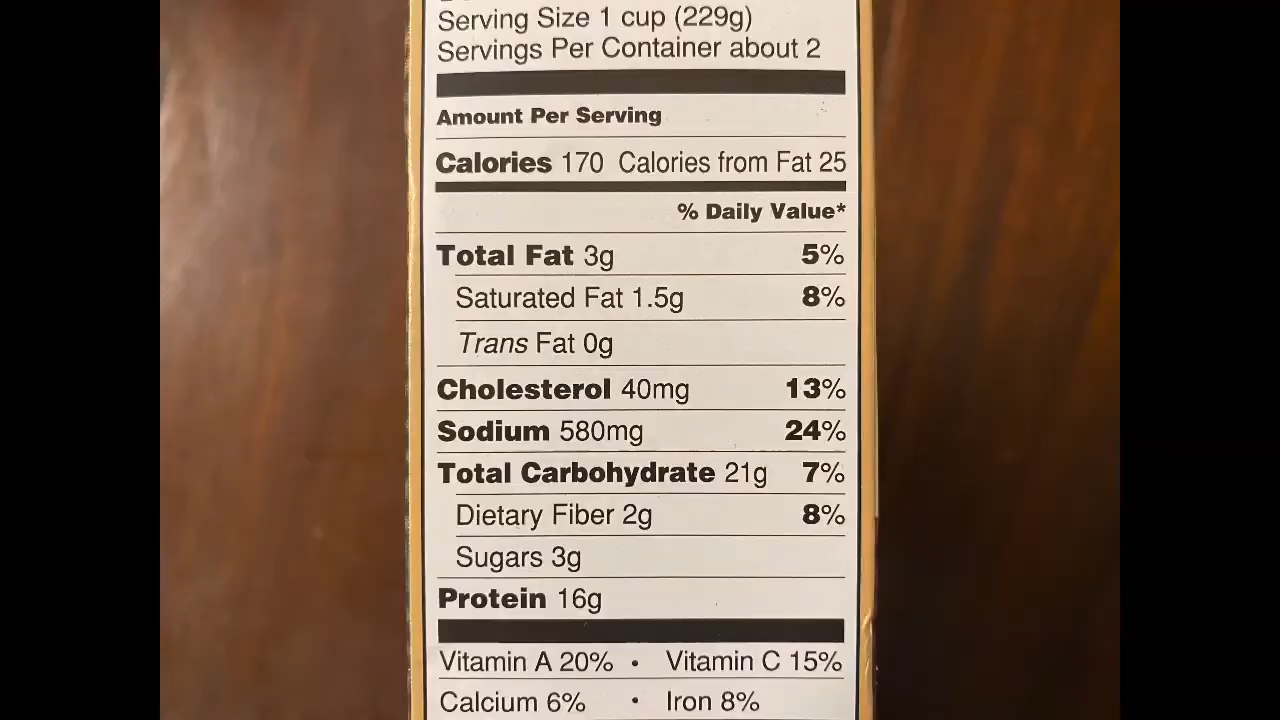 Serving Size 1 cup (229g)
Servings Per Container about 2
Amount Per Serving
Calories 170 Calories from Fat 25
% Daily Value*
Total Fat 3g 5%
Saturated Fat 1.5g 8%
Trans Fat 0g
Cholesterol 40mg 13%
Sodium 580mg 24%
Total Carbohydrate 21g 7%
Dietary Fiber 2g 8%
Sugars 3g
Protein 16g
Vitamin A 20% • Vitamin C 15%
Calcium 6% • Iron 8%